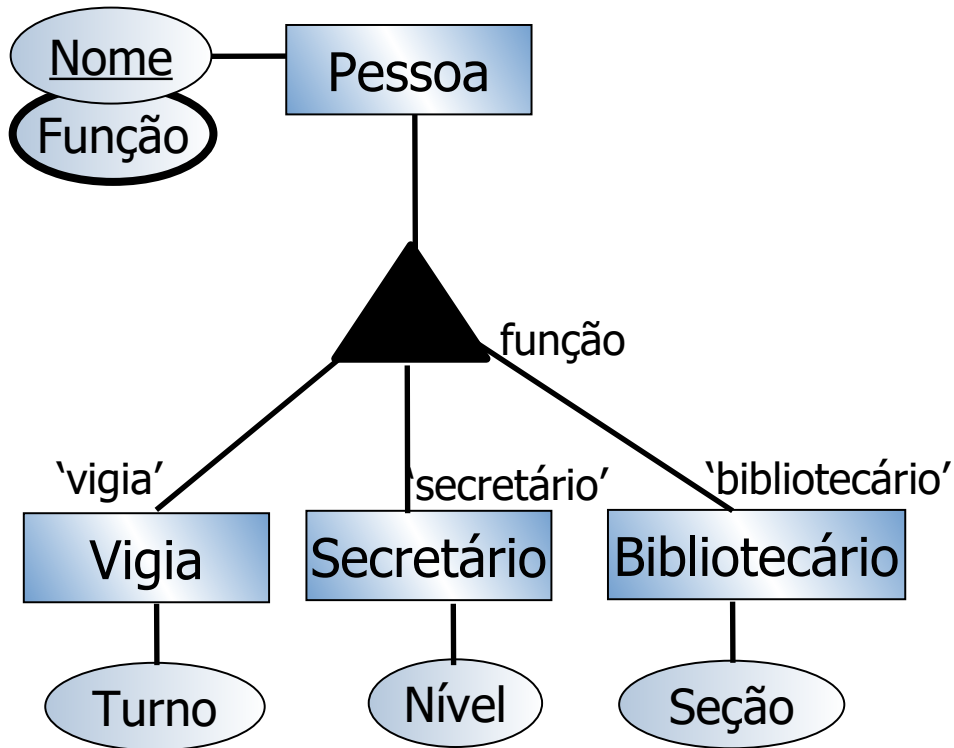 Nome
Pessoa
Função
função
‘vigia’
‘secretário’
‘bibliotecário’
Vigia
Secretário
Bibliotecário
Turno
Nível
Seção